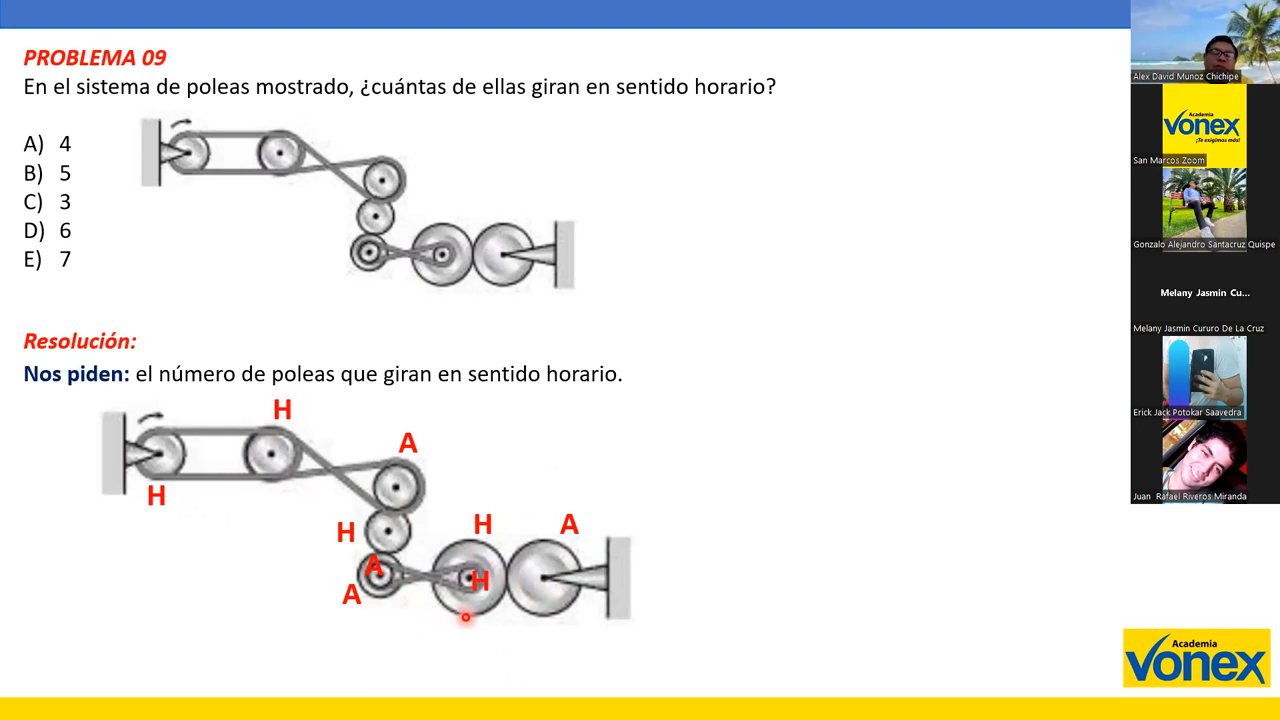 PROBLEMA 09
En el sistema de poleas mostrado, ¿cuántas de ellas giran en sentido horario?
A) 4
B) 5
C) 3
D) 6
E) 7
Resolución:
Nos piden: el número de poleas que giran en sentido horario.
H
A
H
H
H
A
A
H
A
Alex David Munoz Chichipe
Academia
vonex
¡Te exigimos más!
San Marcos Zoom
Gonzalo Alejandro Santacruz Quispe
Melany Jasmin Cu...
Melany Jasmin Cururo De La Cruz
Erick Jack Potokar Saavedra
Juan Rafael Riveros Miranda
Academia
vonex